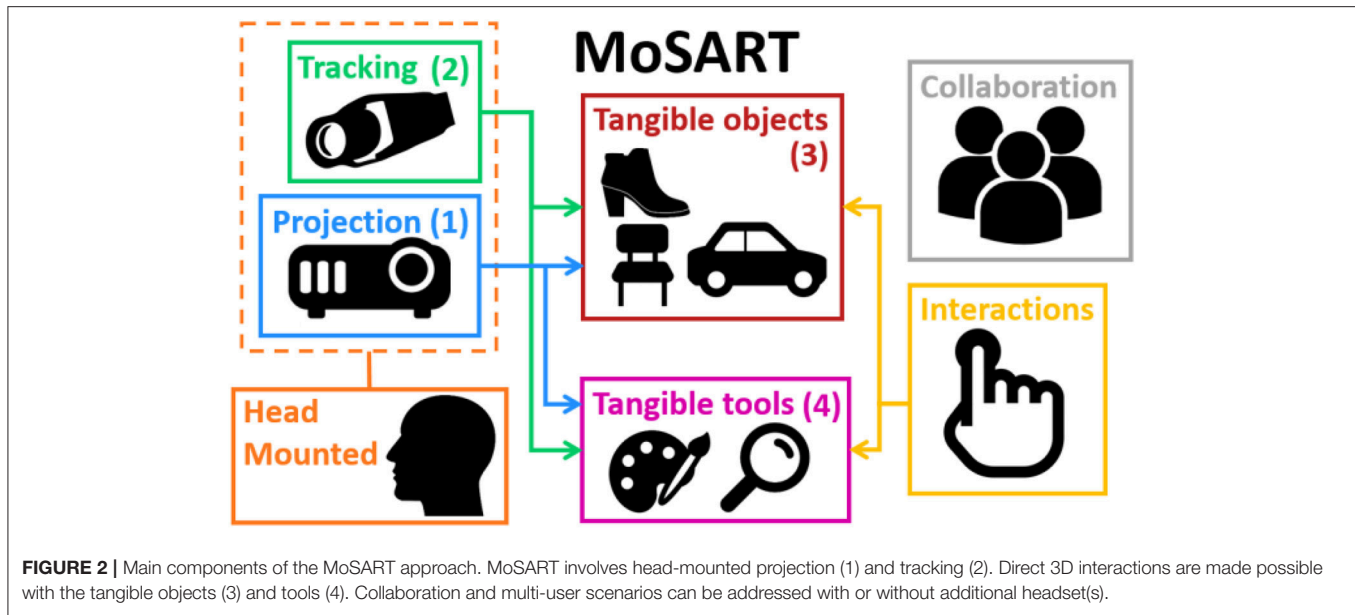 MoSART
Tracking (2)
Projection (1)
Head
Mounted
Tangible objects
(3)
Tangible tools (4)
Collaboration
Interactions
FIGURE 2 | Main components of the MoSART approach. MoSART involves head-mounted projection (1) and tracking (2). Direct 3D interactions are made possible
with the tangible objects (3) and tools (4). Collaboration and multi-user scenarios can be addressed with or without additional headset(s).